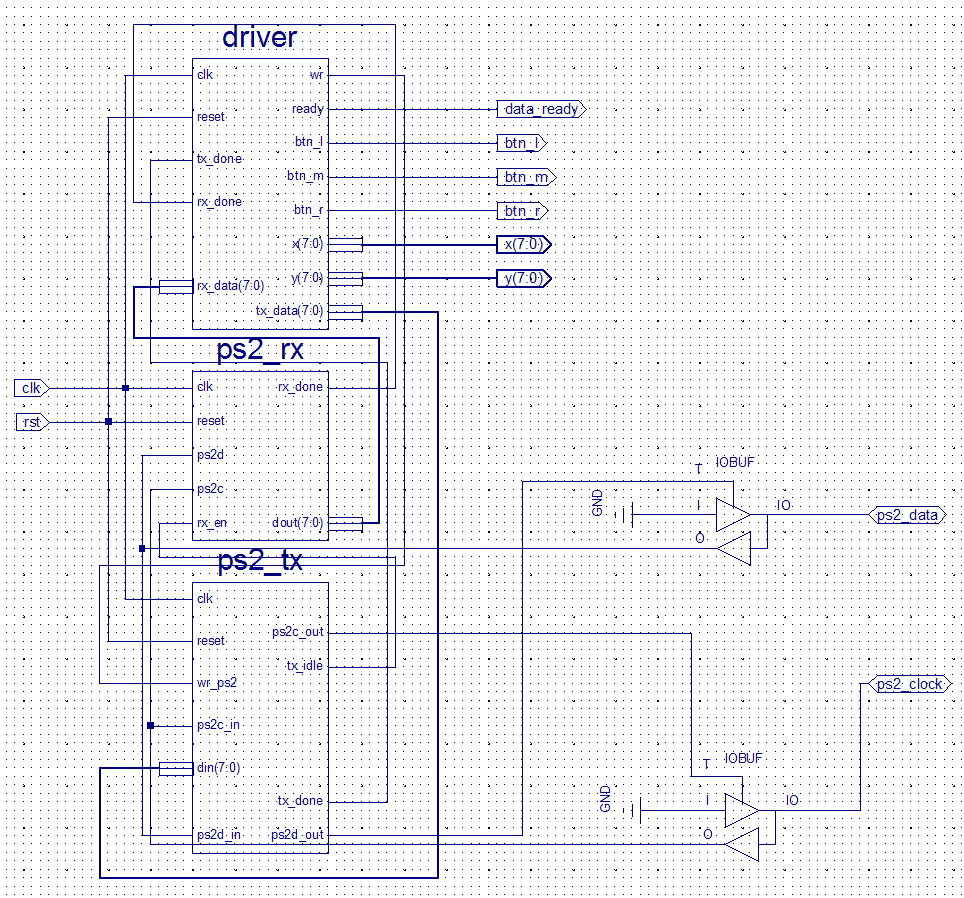 driver
clk
wr
ready
data_ready
reset
btn_l
btn_l
tx_done
btn_m
btn_m
rx_done
btn_r
btn_r
x(7:0)
x(7:0)
y(7:0)
y(7:0)
rx_data(7:0)
tx_data(7:0)
ps2_rx
clk
clk
rx_done
rst
reset
ps2d
ps2c
rx_en
dout(7:0)
T
IOBUF
GND
I
IO
ps2_data
O
ps2_tx
clk
ps2c_out
reset
tx_idle
wr_ps2
ps2_clock
ps2c_in
din(7:0)
T
IOBUF
tx_done
GND
I
IO
O
ps2d_in
ps2d_out